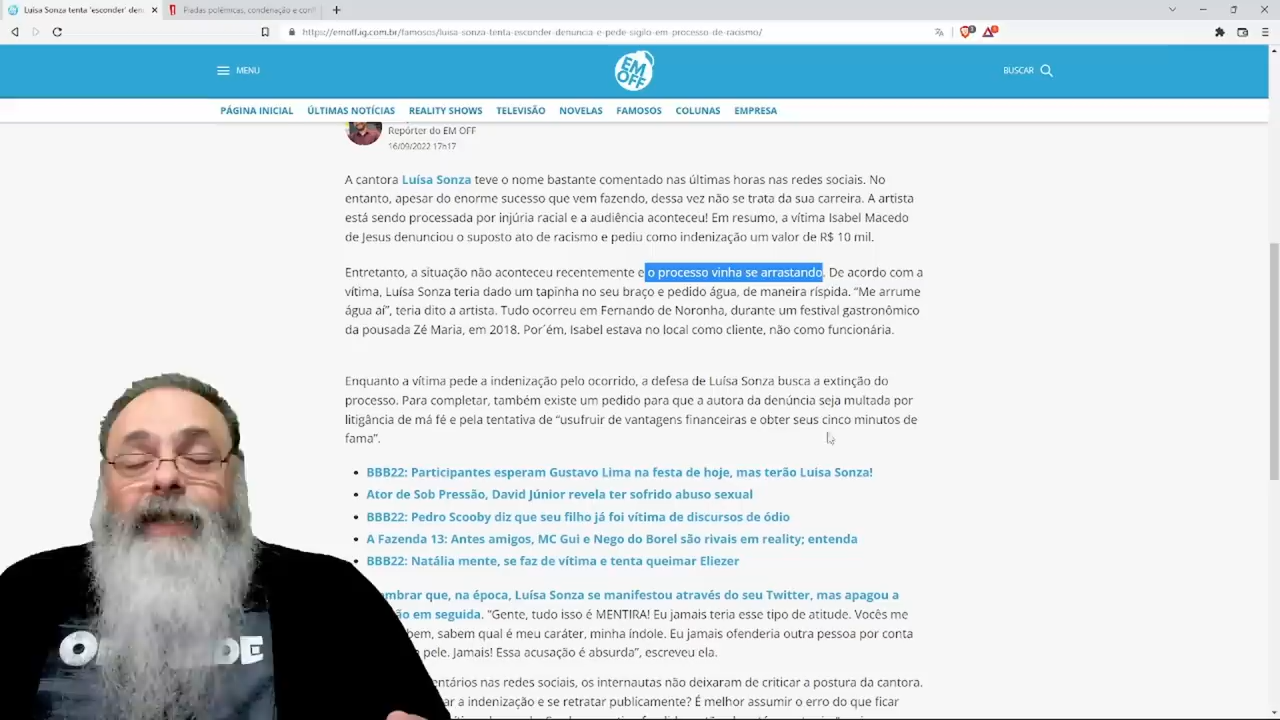 Luísa Sonza tenta 'esconder' den
Piadas polêmicas, condenação e conf
https://emoff.ig.com.br/famosos/luisa-sonza-tenta-esconder-denuncia-e-pede-sigilo-em-processo-de-racismo/
MENU
EM OFF
BUSCAR
PÁGINA INICIAL ÚLTIMAS NOTÍCIAS REALITY SHOWS TELEVISÃO NOVELAS FAMOSOS COLUNAS EMPRESA
Repórter do EM OFF
16/09/2022 17h17
A cantora Luísa Sonza teve o nome bastante comentado nas últimas horas nas redes sociais. No
entanto, apesar do enorme sucesso que vem fazendo, dessa vez não se trata da sua carreira. A artista
está sendo processada por injúria racial e a audiência aconteceu! Em resumo, a vítima Isabel Macedo
de Jesus denunciou o suposto ato de racismo e pediu como indenização um valor de R$ 10 mil.
Entretanto, a situação não aconteceu recentemente e o processo vinha se arrastando. De acordo com a
vítima, Luísa Sonza teria dado um tapinha no seu braço e pedido água, de maneira ríspida. “Me arrume
água aí”, teria dito a artista. Tudo ocorreu em Fernando de Noronha, durante um festival gastronômico
da pousada Zé Maria, em 2018. Por´ém, Isabel estava no local como cliente, não como funcionária.
Enquanto a vítima pede a indenização pelo ocorrido, a defesa de Luísa Sonza busca a extinção do
processo. Para completar, também existe um pedido para que a autora da denúncia seja multada por
litigância de má fé e pela tentativa de “usufruir de vantagens financeiras e obter seus cinco minutos de
fama”.
BBB22: Participantes esperam Gustavo Lima na festa de hoje, mas terão Luísa Sonza!
Ator de Sob Pressão, David Júnior revela ter sofrido abuso sexual
BBB22: Pedro Scooby diz que seu filho já foi vítima de discursos de ódio
A Fazenda 13: Antes amigos, MC Gui e Nego do Borel são rivais em reality; entenda
BBB22: Natália mente, se faz de vítima e tenta queimar Eliezer
que, na época, Luísa Sonza se manifestou através do seu Twitter, mas apagou a
em seguida. “Gente, tudo isso é MENTIRA! Eu jamais teria esse tipo de atitude. Vocês me
bem, sabem qual é meu caráter, minha índole. Eu jamais ofenderia outra pessoa por conta
pele. Jamais! Essa acusação é absurda”, escreveu ela.
nas redes sociais, os internautas não deixaram de criticar a postura da cantora.
a indenização e se retratar publicamente? É melhor assumir o erro do que ficar